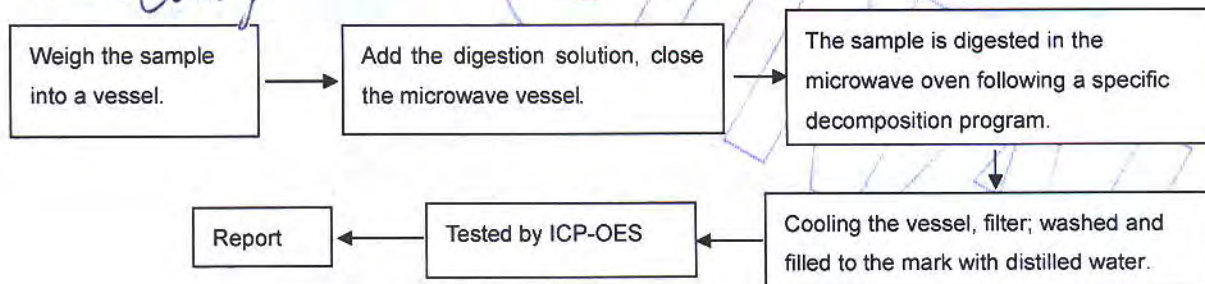 Weigh the sample
into a vessel.
Add the digestion solution, close
the microwave vessel.
The sample is digested in the
microwave oven following a specific
decomposition program.
Cooling the vessel, filter; washed and
filled to the mark with distilled water.
Tested by ICP-OES
Report